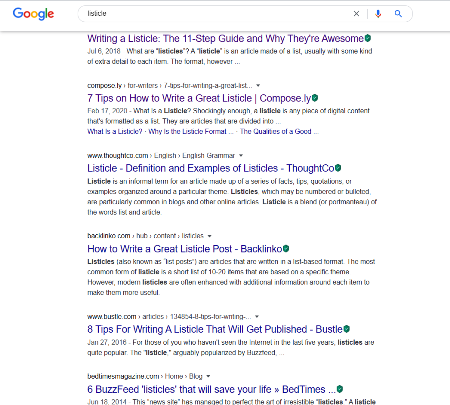 Google
listicle
Writing a Listicle: The 11-Step Guide and Why They're Awesome
Jul 6, 2018 · What are "listicles"? A "listicle" is an article made of a list, usually with some kind
of extra detail to each item. The format, however ...
compose.ly › for-writers › 7-tips-for-writing-a-great-list...
7 Tips on How to Write a Great Listicle | Compose.ly
Feb 17, 2020 - What Is a Listicle? Shockingly enough, a listicle is any piece of digital content
that's formatted as a list. They are articles that are divided into ...
What Is a Listicle? · Why Is the Listicle Format ... · The Qualities of a Good ...
www.thoughtco.com › English › English Grammar
Listicle - Definition and Examples of Listicles - ThoughtCo
Listicle is an informal term for an article made up of a series of facts, tips, quotations, or
examples organized around a particular theme. Listicles, which may be numbered or bulleted,
are particularly common in blogs and other online articles. Listicle is a blend (or portmanteau) of
the words list and article.
backlinko.com › hub › content › listicles
How to Write a Great Listicle Post - Backlinko
Listicles (also known as "list posts") are articles that are written in a list-based format. The most
common form of listicle is a short list of 10-20 items that are based on a specific theme.
However, modern listicles are often enhanced with additional information around each item to
make them more useful.
www.bustle.com › articles › 134854-8-tips-for-writing-...
8 Tips For Writing A Listicle That Will Get Published - Bustle
Jan 27, 2016 - For those of you who haven't seen the Internet in the last five years, listicles are
quite popular. The "listicle," arguably popularized by Buzzfeed, ...
bedtimesmagazine.com › Home › Blog
6 BuzzFeed 'listicles' that will save your life » BedTimes ...
Jun 18, 2014 - This "news site" has managed to perfect the art of irresistible "listicles." A listicle